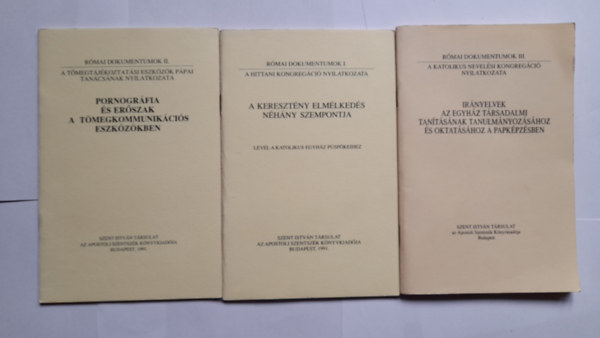 RÓMAI DOKUMENTUMOK II.
A TÖMEGTÁJÉKOZTATÁSI ESZKÖZÖK PÁPAI
TANÁCSÁNAK NYILATKOZATA
PORNOGRÁFIA
ÉS ERŐSZAK
A TÖMEGKOMMUNIKÁCIÓS
ESZKÖZÖKBEN
SZENT ISTVÁN TÁRSULAT
AZ APOSTOLI SZENTSZÉK KÖNYVKIADÓJA
BUDAPEST, 1991.
RÓMAI DOKUMENTUMOK I.
A HITTANI KONGREGÁCIÓ NYILATKOZATA
A KERESZTÉNY ELMÉLKEDÉS
NÉHÁNY SZEMPONTJA
LEVÉL A KATOLIKUS EGYHÁZ PÜSPÖKEIHEZ
SZENT ISTVÁN TÁRSULAT
AZ APOSTOLI SZENTSZÉK KÖNYVKIADÓJA
BUDAPEST, 1991.
RÓMAI DOKUMENTUMOK III
A KATOLIKUS NEVELÉSI KONGREGÁCIÓ
NYILATKOZATA
IRÁNYELVEK
AZ EGYHÁZ TÁRSADALMI
TANÍTÁSÁNAK TANULMÁNYOZÁSÁHOZ
ÉS OKTATÁSÁHOZ A PAPKÉPZÉSBEN
SZENT ISTVÁN TÁRSULAT
az Apostoli Szentszék Könyvkiadója
Budapest